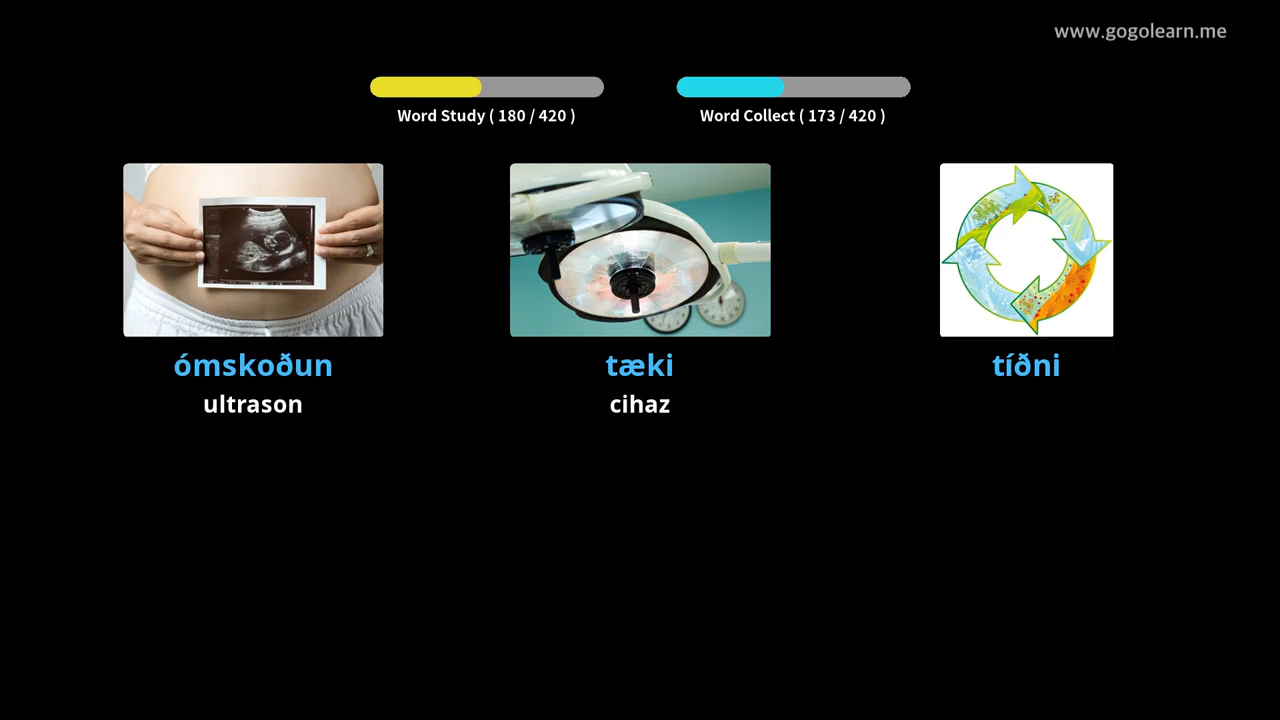 www.gogolearn.me
Word Study ( 180 / 420 )
Word Collect ( 173 / 420 )
ómskoðun
ultrason
tæki
cihaz
tíðni